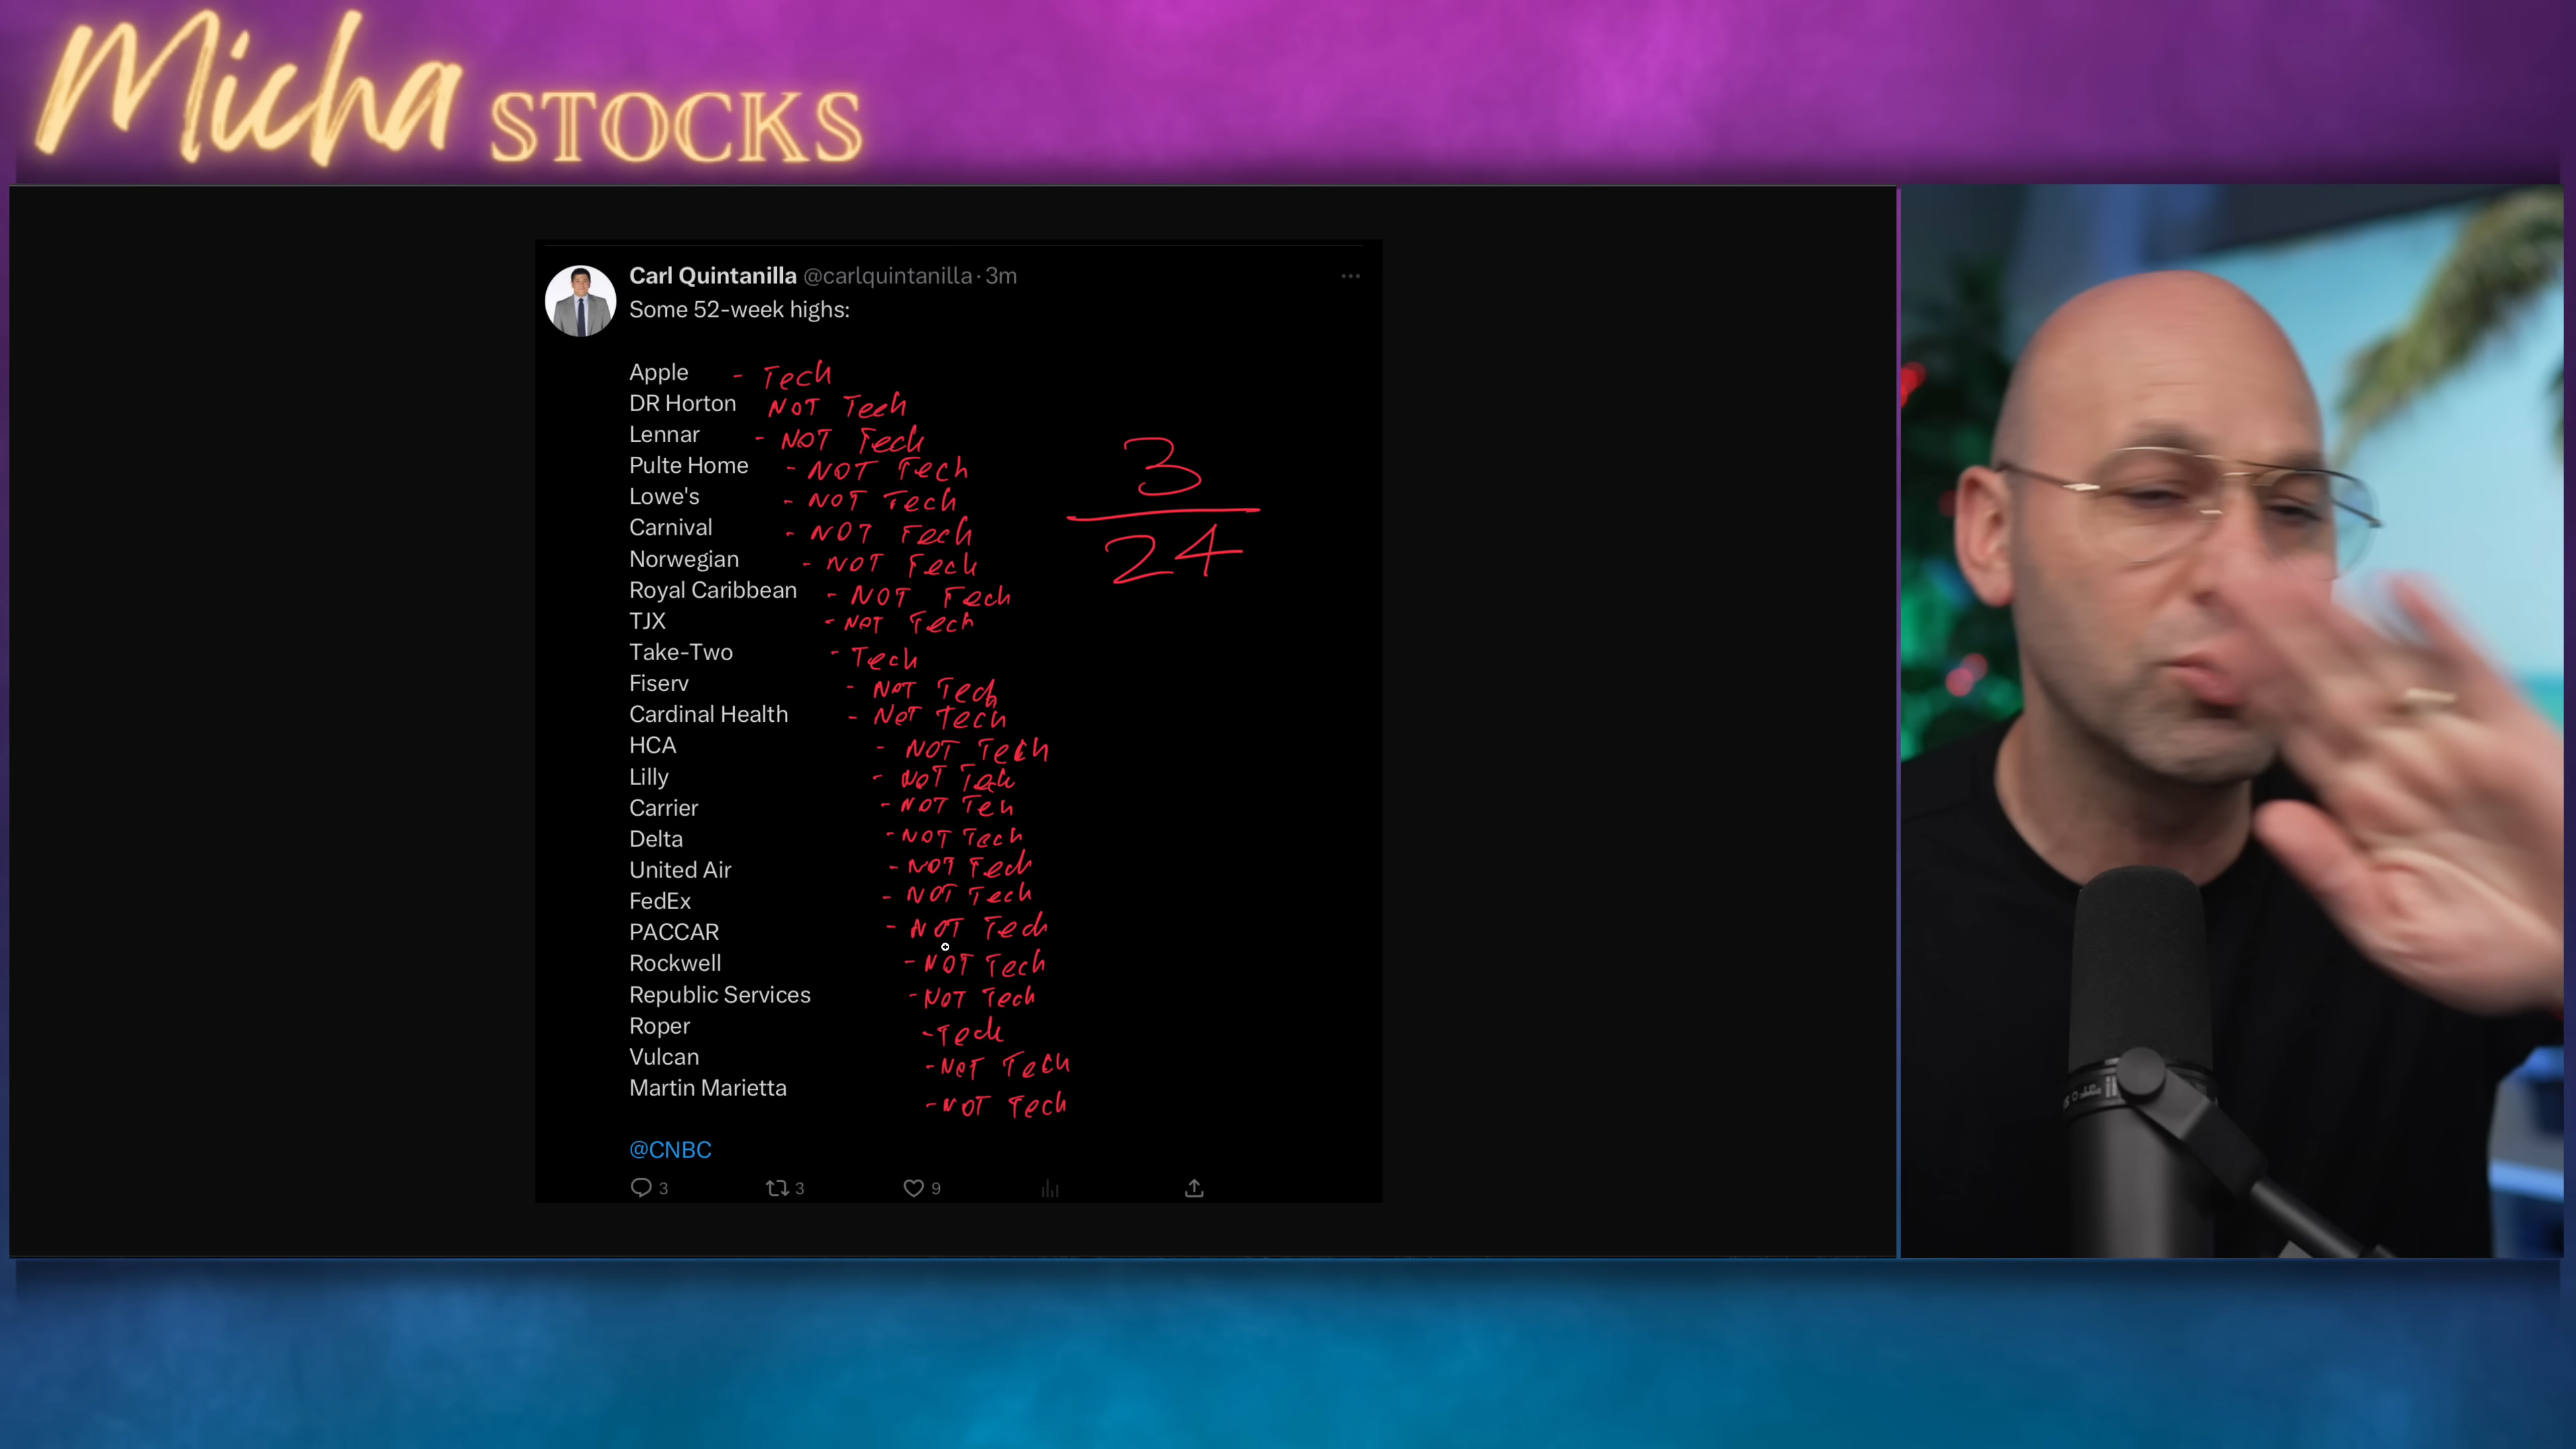 Micha STOCKS
Carl Quintanilla @carlquintanilla · 3m
Some 52-week highs:
Apple - Tech
DR Horton NOT Tech
Lennar - NOT Tech
Pulte Home - NOT Tech
Lowe's - NOT Tech
Carnival - NOT Tech
Norwegian - NOT Tech
Royal Caribbean - NOT Tech
TJX - NOT Tech
Take-Two - Tech
Fiserv - NOT Tech
Cardinal Health - NOT Tech
HCA - NOT Tech
Lilly - NOT Tech
Carrier - NOT Teh
Delta - NOT Tech
United Air - NOT Tech
FedEx - NOT Tech
PACCAR - NOT Tech
Rockwell - NOT Tech
Republic Services - NOT Tech
Roper - Tech
Vulcan - NOT Tech
Martin Marietta - NOT Tech
3
24
@CNBC
3 3 9